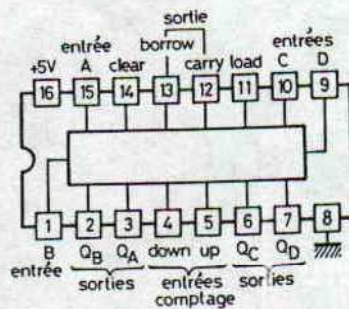 sortie
entrée borrow entrées
+5V A clear carry load C D
16 15 14 13 12 11 10 9
1 2 3 4 5 6 7 8
B QB QA down up QC QD
entrée sorties entrées sorties
comptage